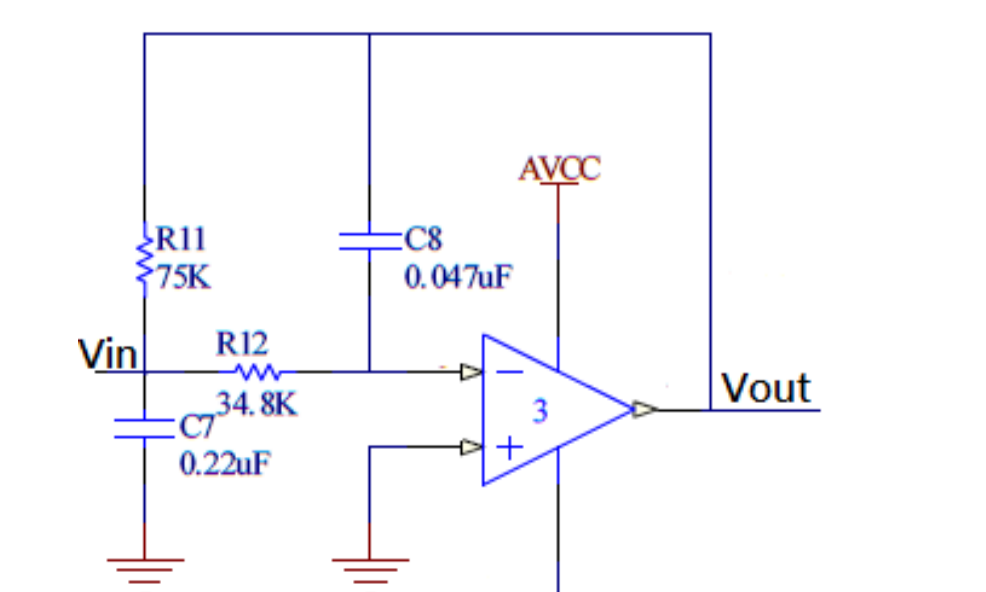 AVCC
R11
75K
C8
0.047uF
Vin
R12
34.8K
−
3
Vout
C7
0.22uF
+